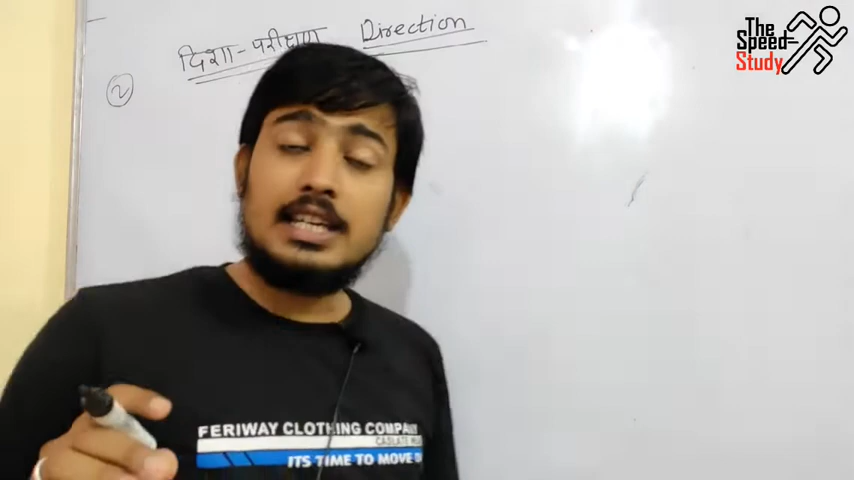 दिशा-परीक्षण Direction
2
The
Speed
Study
FERIWAY CLOTHING COMPANY
ITS TIME TO MOVE